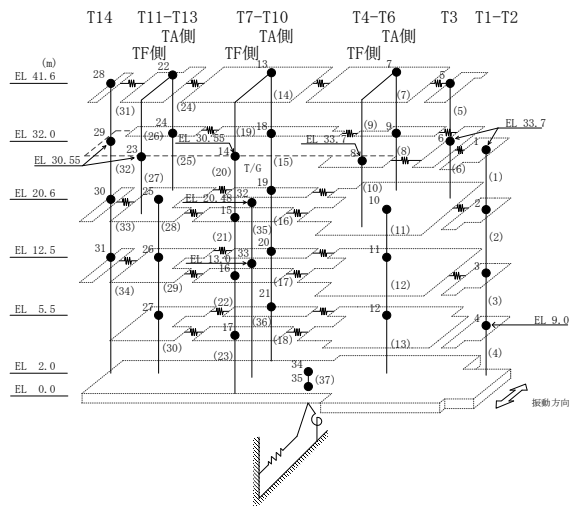 T14 T11-T13 T7-T10 T4-T6 T3 T1-T2
TA側 TA側 TA側
TF側 TF側 TF側
(m)
EL 41.6 28 22 13 7 5
(31) (24) (14) (7) (5)
EL 32.0 29 24 (19) 18 (9) 9 6 EL 33.7
(26) EL 30.55 EL 33.7 1
EL 30.55 23 14 8 (8)
(32) (25) (20) T/G (15) (6)
(27) 19 (10) (1)
EL 20.6 30 25 EL 20.48 32 10 2
(33) (28) 15 (35) (16) (11)
(21) 20 (2)
EL 12.5 31 26 EL 13.0 33 11 3
16 (17)
(34) (29) (22) 21 (12) (3)
EL 5.5 27 (36) 12 4 EL 9.0
17 (18)
(30) (23) (13) (4)
EL 2.0 34
EL 0.0 35 (37)
振動方向